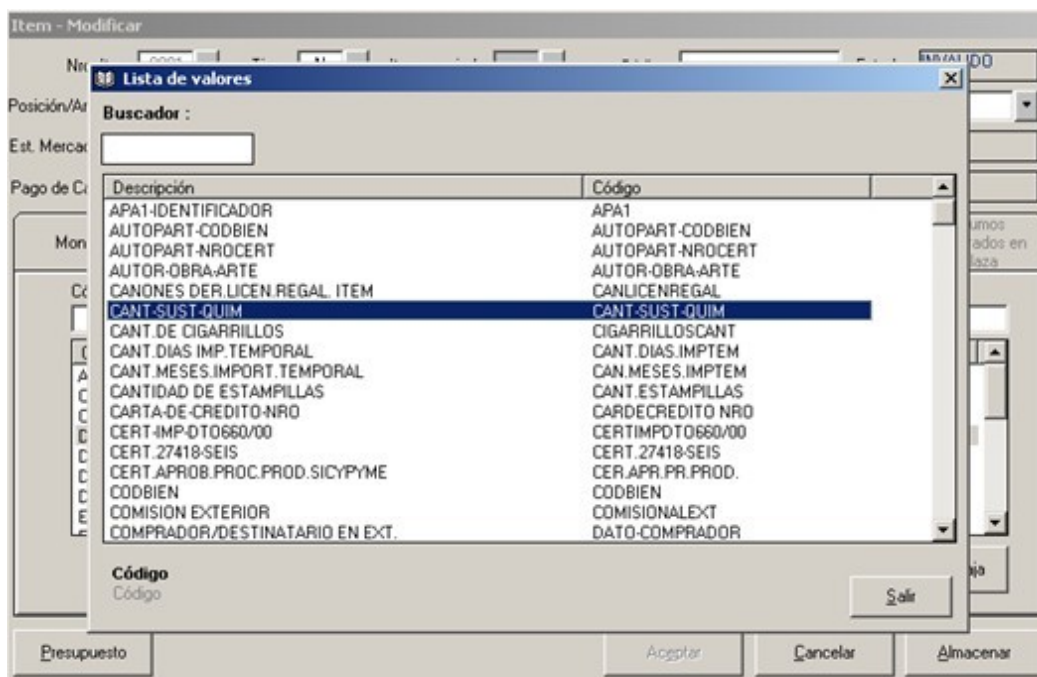 Item - Modificar
INVALIDO
Lista de valores
Posición/Ar
Buscador :
Est. Mercad
Pago de Ca
Descripción Código
APA1-IDENTIFICADOR APA1
AUTOPART-CODBIEN AUTOPART-CODBIEN
AUTOPART-NROCERT AUTOPART-NROCERT
AUTOR-OBRA-ARTE AUTOR-OBRA-ARTE
CANONES DER.LICEN.REGAL. ITEM CANLICENREGAL
CANT-SUST-QUIM CANT-SUST-QUIM
CANT.DE CIGARRILLOS CIGARRILLOSCANT
CANT.DIAS IMP.TEMPORAL CANT.DIAS.IMPTEM
CANT.MESES.IMPORT.TEMPORAL CAN.MESES.IMPTEM
CANTIDAD DE ESTAMPILLAS CANT.ESTAMPILLAS
CARTA-DE-CREDITO-NRO CARDECREDITO NRO
CERT-IMP-DTO660/00 CERTIMPDTO660/00
CERT.27418-SEIS CERT.27418-SEIS
CERT.APROB.PROC.PROD.SICYPYME CER.APR.PR.PROD.
CODBIEN CODBIEN
COMISION EXTERIOR COMISIONALEXT
COMPRADOR/DESTINATARIO EN EXT. DATO-COMPRADOR
Mon
umos
ados en
laza
Có
Código
Código
Salir
aja
Presupuesto Aceptar Cancelar Almacenar